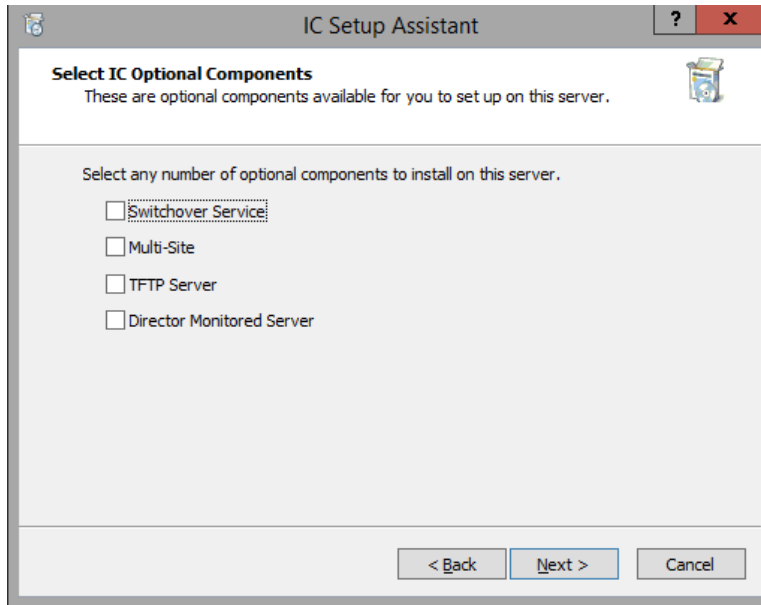 IC Setup Assistant
? x
Select IC Optional Components
These are optional components available for you to set up on this server.
Select any number of optional components to install on this server.
Switchover Service
Multi-Site
TFTP Server
Director Monitored Server
< Back Next > Cancel